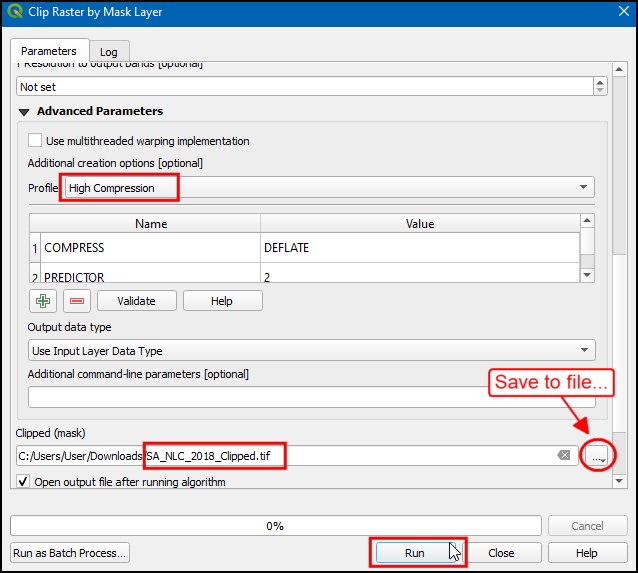 Clip Raster by Mask Layer
Parameters Log
Y Resolution to output bands [optional]
Not set
Advanced Parameters
Use multithreaded warping implementation
Additional creation options [optional]
Profile High Compression
Name Value
1 COMPRESS DEFLATE
2 PREDICTOR 2
Validate Help
Output data type
Use Input Layer Data Type
Additional command-line parameters [optional]
Save to file...
Clipped (mask)
C:/Users/User/Downloads/SA_NLC_2018_Clipped.tif ...
Open output file after running algorithm
0% Cancel
Run as Batch Process... Run Close Help